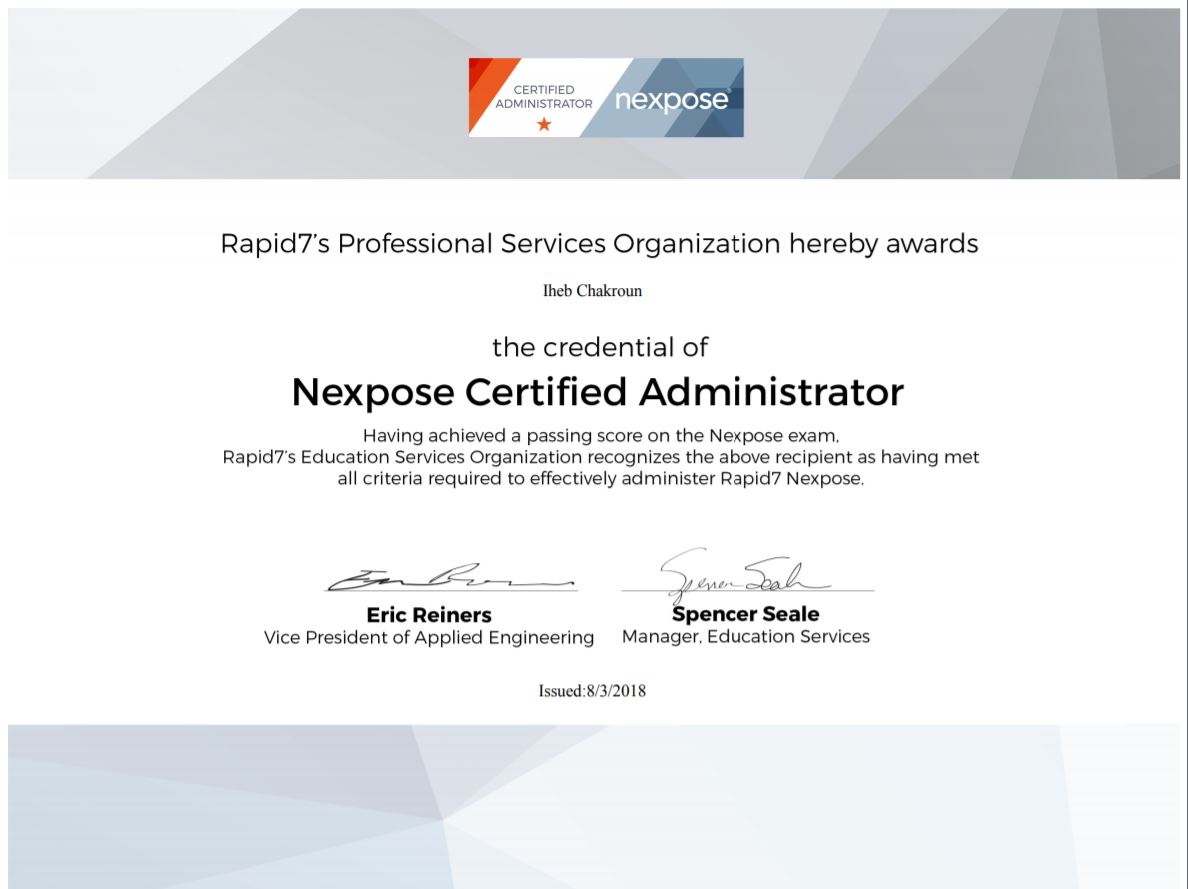 CERTIFIED
ADMINISTRATOR
nexpose®
Rapid7's Professional Services Organization hereby awards
Iheb Chakroun
the credential of
Nexpose Certified Administrator
Having achieved a passing score on the Nexpose exam,
Rapid7's Education Services Organization recognizes the above recipient as having met
all criteria required to effectively administer Rapid7 Nexpose.
Spencer Seale
Eric Reiners
Vice President of Applied Engineering
Spencer Seale
Manager, Education Services
Issued:8/3/2018